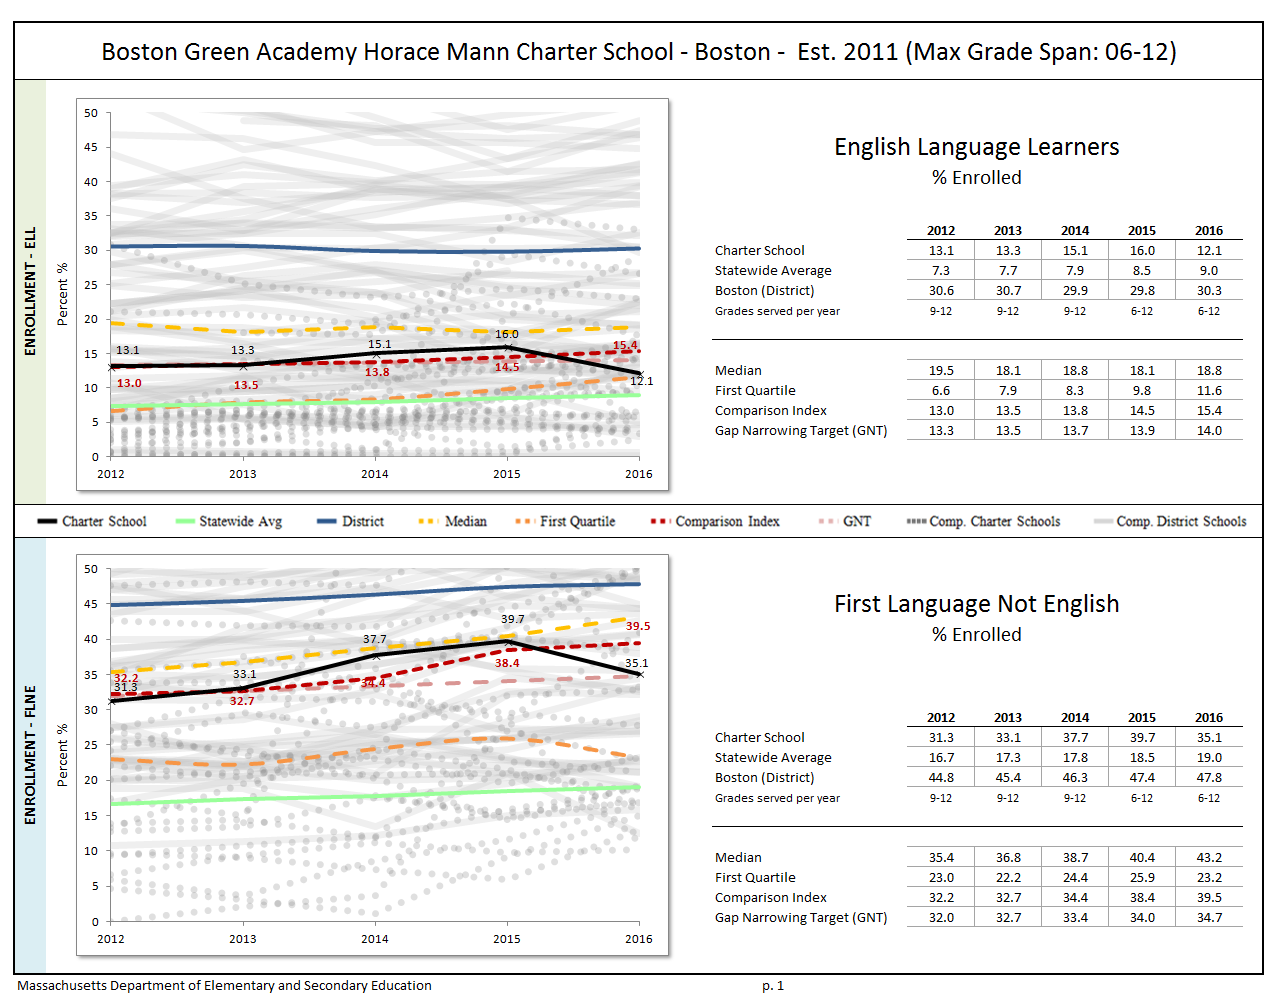 Boston Green Academy Horace Mann Charter School - Boston - Est. 2011 (Max Grade Span: 06-12)
ENROLLMENT - ELL
Percent %
50
45
40
35
30
25
20
15
10
5
0
2012 2013 2014 2015 2016
13.1 13.3 15.1 16.0 12.1
13.0 13.5 13.8 14.5 15.4
English Language Learners
% Enrolled
2012 2013 2014 2015 2016
Charter School 13.1 13.3 15.1 16.0 12.1
Statewide Average 7.3 7.7 7.9 8.5 9.0
Boston (District) 30.6 30.7 29.9 29.8 30.3
Grades served per year 9-12 9-12 9-12 6-12 6-12
Median 19.5 18.1 18.8 18.1 18.8
First Quartile 6.6 7.9 8.3 9.8 11.6
Comparison Index 13.0 13.5 13.8 14.5 15.4
Gap Narrowing Target (GNT) 13.3 13.5 13.7 13.9 14.0
Charter School Statewide Avg District Median First Quartile Comparison Index GNT Comp. Charter Schools Comp. District Schools
ENROLLMENT - FLNE
Percent %
50
45
40
35
30
25
20
15
10
5
0
2012 2013 2014 2015 2016
31.3 33.1 37.7 39.7 35.1
32.2 32.7 34.4 38.4 39.5
First Language Not English
% Enrolled
2012 2013 2014 2015 2016
Charter School 31.3 33.1 37.7 39.7 35.1
Statewide Average 16.7 17.3 17.8 18.5 19.0
Boston (District) 44.8 45.4 46.3 47.4 47.8
Grades served per year 9-12 9-12 9-12 6-12 6-12
Median 35.4 36.8 38.7 40.4 43.2
First Quartile 23.0 22.2 24.4 25.9 23.2
Comparison Index 32.2 32.7 34.4 38.4 39.5
Gap Narrowing Target (GNT) 32.0 32.7 33.4 34.0 34.7
Massachusetts Department of Elementary and Secondary Education p. 1